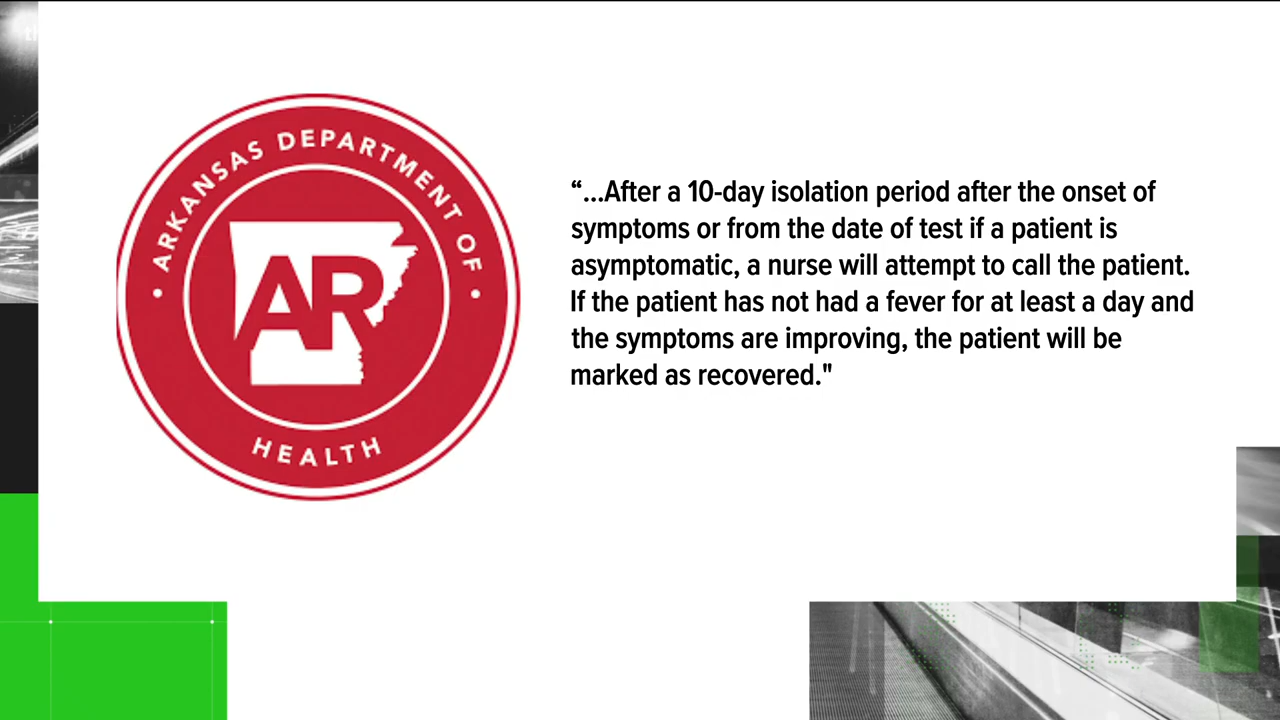 ARKANSAS DEPARTMENT OF
AR
HEALTH
“...After a 10-day isolation period after the onset of
symptoms or from the date of test if a patient is
asymptomatic, a nurse will attempt to call the patient.
If the patient has not had a fever for at least a day and
the symptoms are improving, the patient will be
marked as recovered."